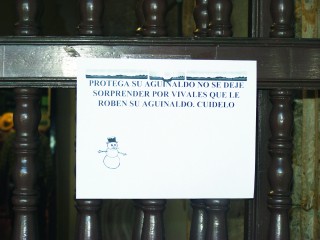 PROTEGA SU AGUINALDO NO SE DEJE
SORPRENDER POR VIVALES QUE LE
ROBEN SU AGUINALDO. CUIDELO